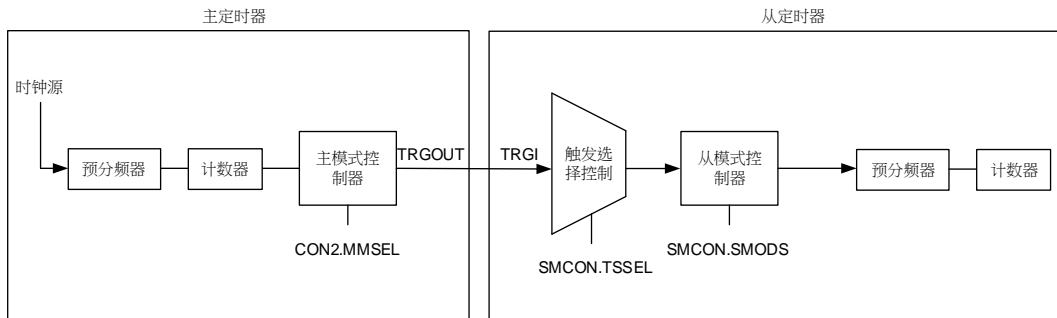 主定时器
从定时器
时钟源
预分频器
计数器
主模式控
制器
TRGOUT
TRGI
触发选
择控制
从模式控
制器
预分频器
计数器
CON2.MMSEL
SMCON.TSSEL
SMCON.SMODS